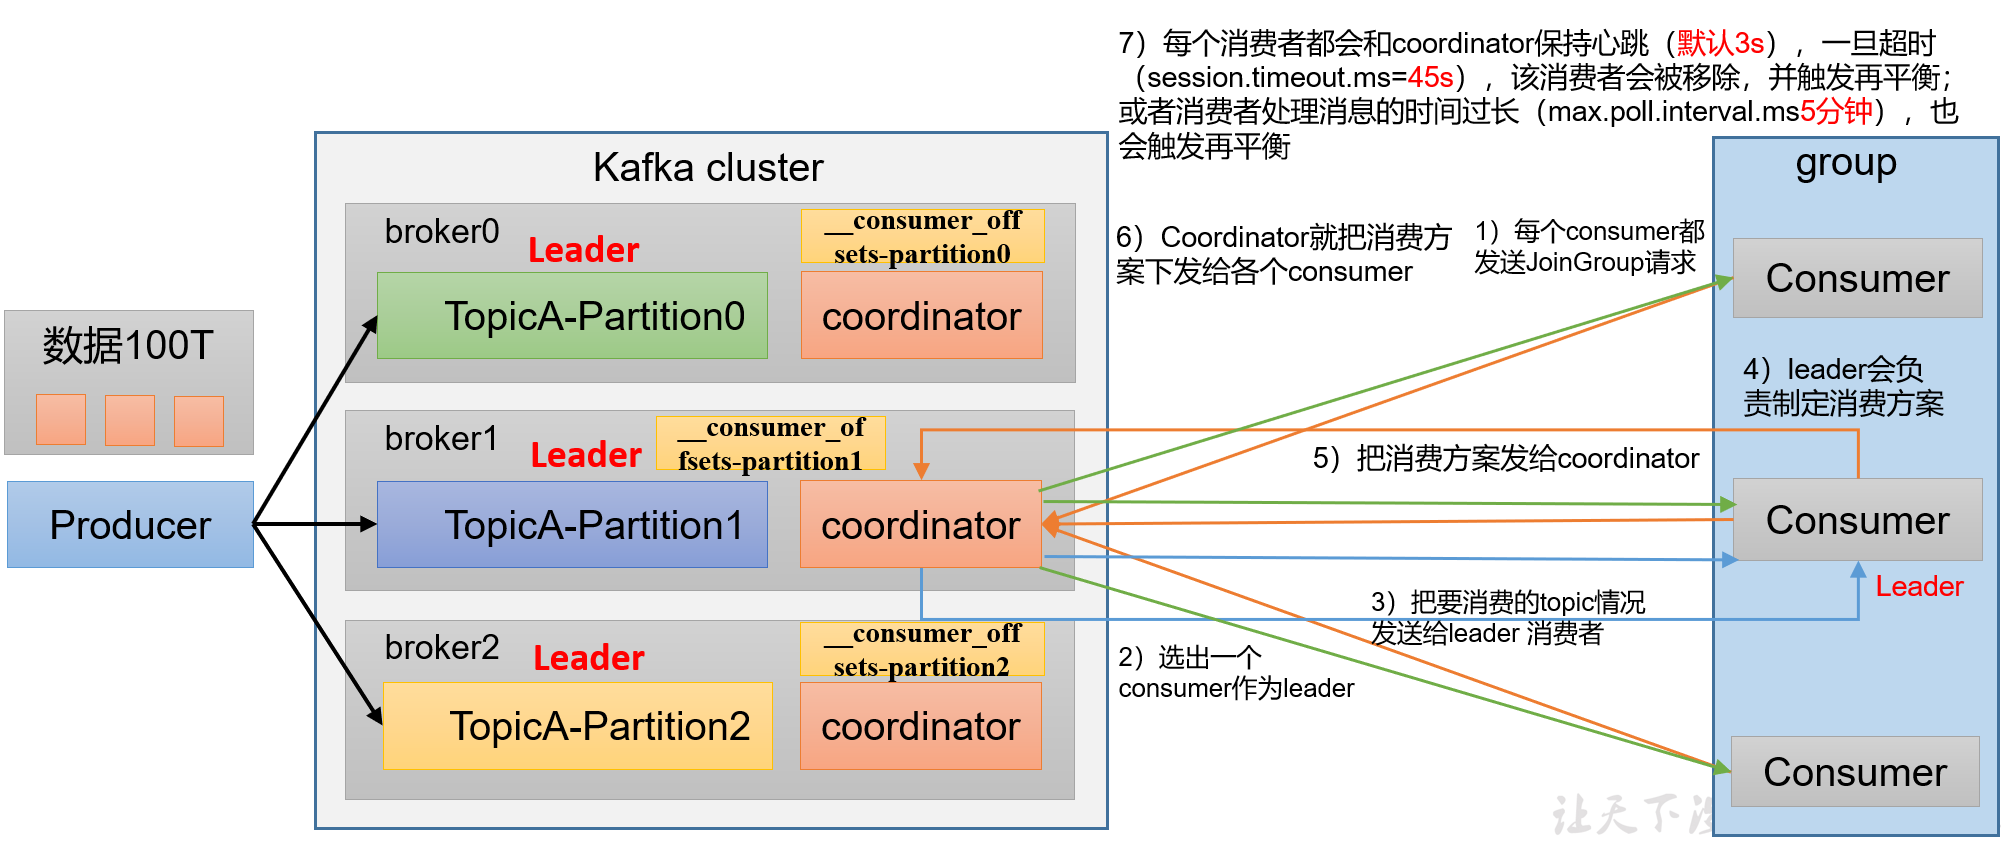 7）每个消费者都会和coordinator保持心跳（默认3s），一旦超时
（session.timeout.ms=45s），该消费者会被移除，并触发再平衡；
或者消费者处理消息的时间过长（max.poll.interval.ms5分钟），也
会触发再平衡
Kafka cluster
group
broker0
Leader
__consumer_off
sets-partition0
TopicA-Partition0
coordinator
6）Coordinator就把消费方
案下发给各个consumer
1）每个consumer都
发送JoinGroup请求
Consumer
数据100T
4）leader会负
责制定消费方案
broker1
Leader
__consumer_of
fsets-partition1
5）把消费方案发给coordinator
Producer
TopicA-Partition1
coordinator
Consumer
Leader
3）把要消费的topic情况
发送给leader 消费者
broker2
Leader
__consumer_off
sets-partition2
2）选出一个
consumer作为leader
TopicA-Partition2
coordinator
Consumer
让天下